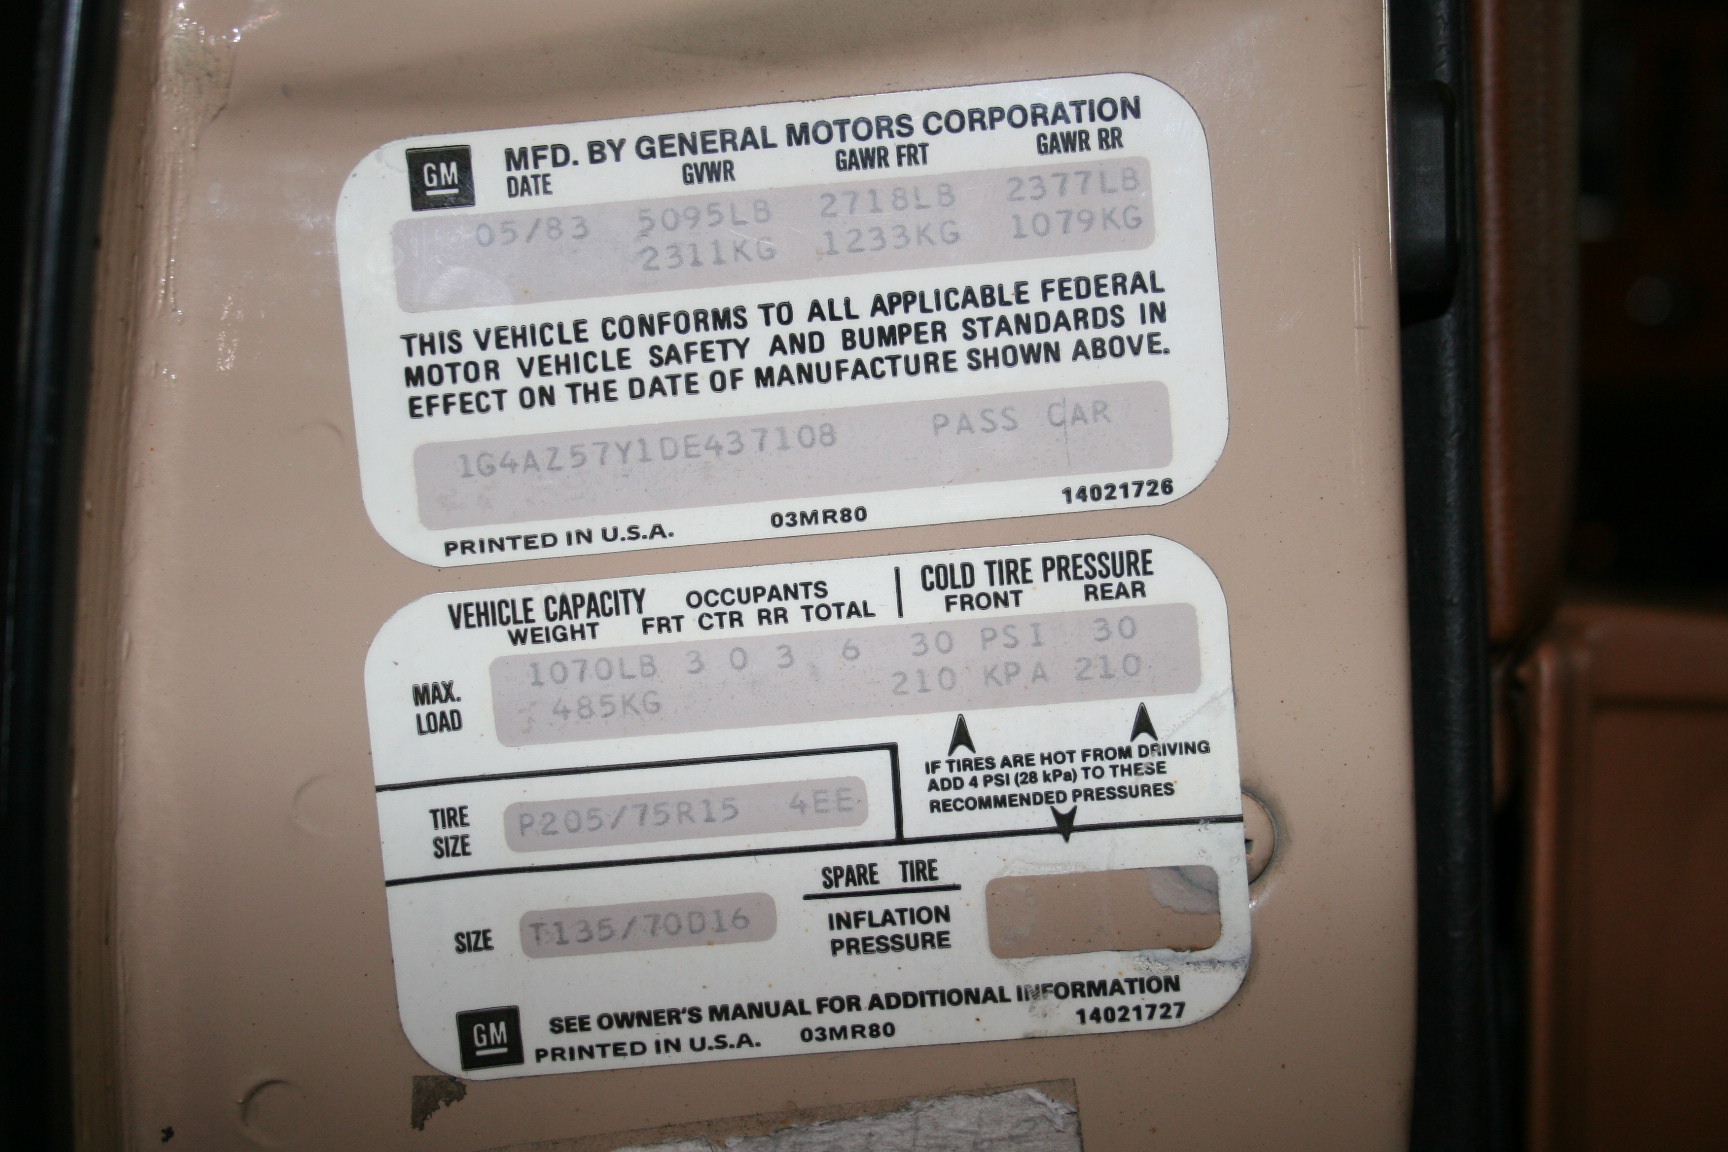 GM MFD. BY GENERAL MOTORS CORPORATION
DATE GVWR GAWR FRT GAWR RR
05/83 5095LB 2718LB 2377LB
2311KG 1233KG 1079KG
THIS VEHICLE CONFORMS TO ALL APPLICABLE FEDERAL
MOTOR VEHICLE SAFETY AND BUMPER STANDARDS IN
EFFECT ON THE DATE OF MANUFACTURE SHOWN ABOVE.
1G4AZ57Y1DE437108 PASS CAR
PRINTED IN U.S.A. 03MR80 14021726
VEHICLE CAPACITY OCCUPANTS COLD TIRE PRESSURE
WEIGHT FRT CTR RR TOTAL FRONT REAR
MAX. LOAD
1070LB 3 0 3 6 30 PSI 30
485KG 210 KPA 210
IF TIRES ARE HOT FROM DRIVING
ADD 4 PSI (28 kPa) TO THESE
RECOMMENDED PRESSURES
TIRE SIZE P205/75R15 4EE
SPARE TIRE
SIZE T135/70D16 INFLATION PRESSURE
GM SEE OWNER'S MANUAL FOR ADDITIONAL INFORMATION
PRINTED IN U.S.A. 03MR80 14021727